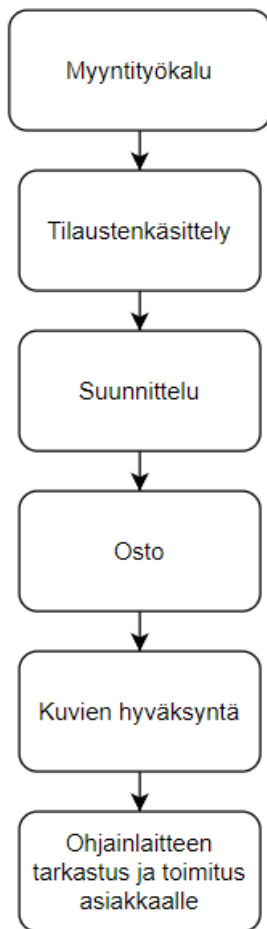 Myyntityökalu
Tilaustenkäsittely
Suunnittelu
Osto
Kuvien hyväksyntä
Ohjainlaitteen
tarkastus ja toimitus
asiakkaalle